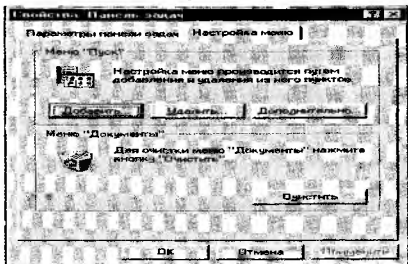 Свойства: Панель задач
Параметры панели задач Настройка меню
Меню "Пуск"
Настройка меню производится путем
добавления и удаления из него пунктов.
Добавить... Удалить... Дополнительно...
Меню "Документы"
Для очистки меню "Документы" нажмите
кнопку "Очистить"
Очистить
ОК Отмена Применить